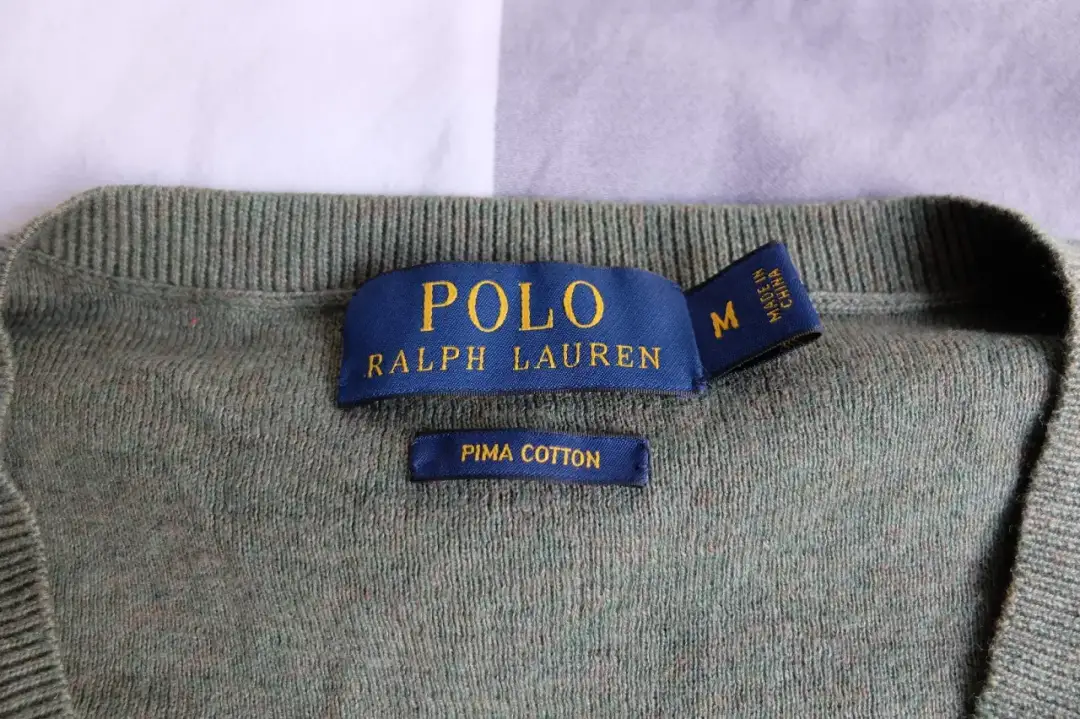 POLO
RALPH LAUREN
M
MADE IN
CHINA
PIMA COTTON